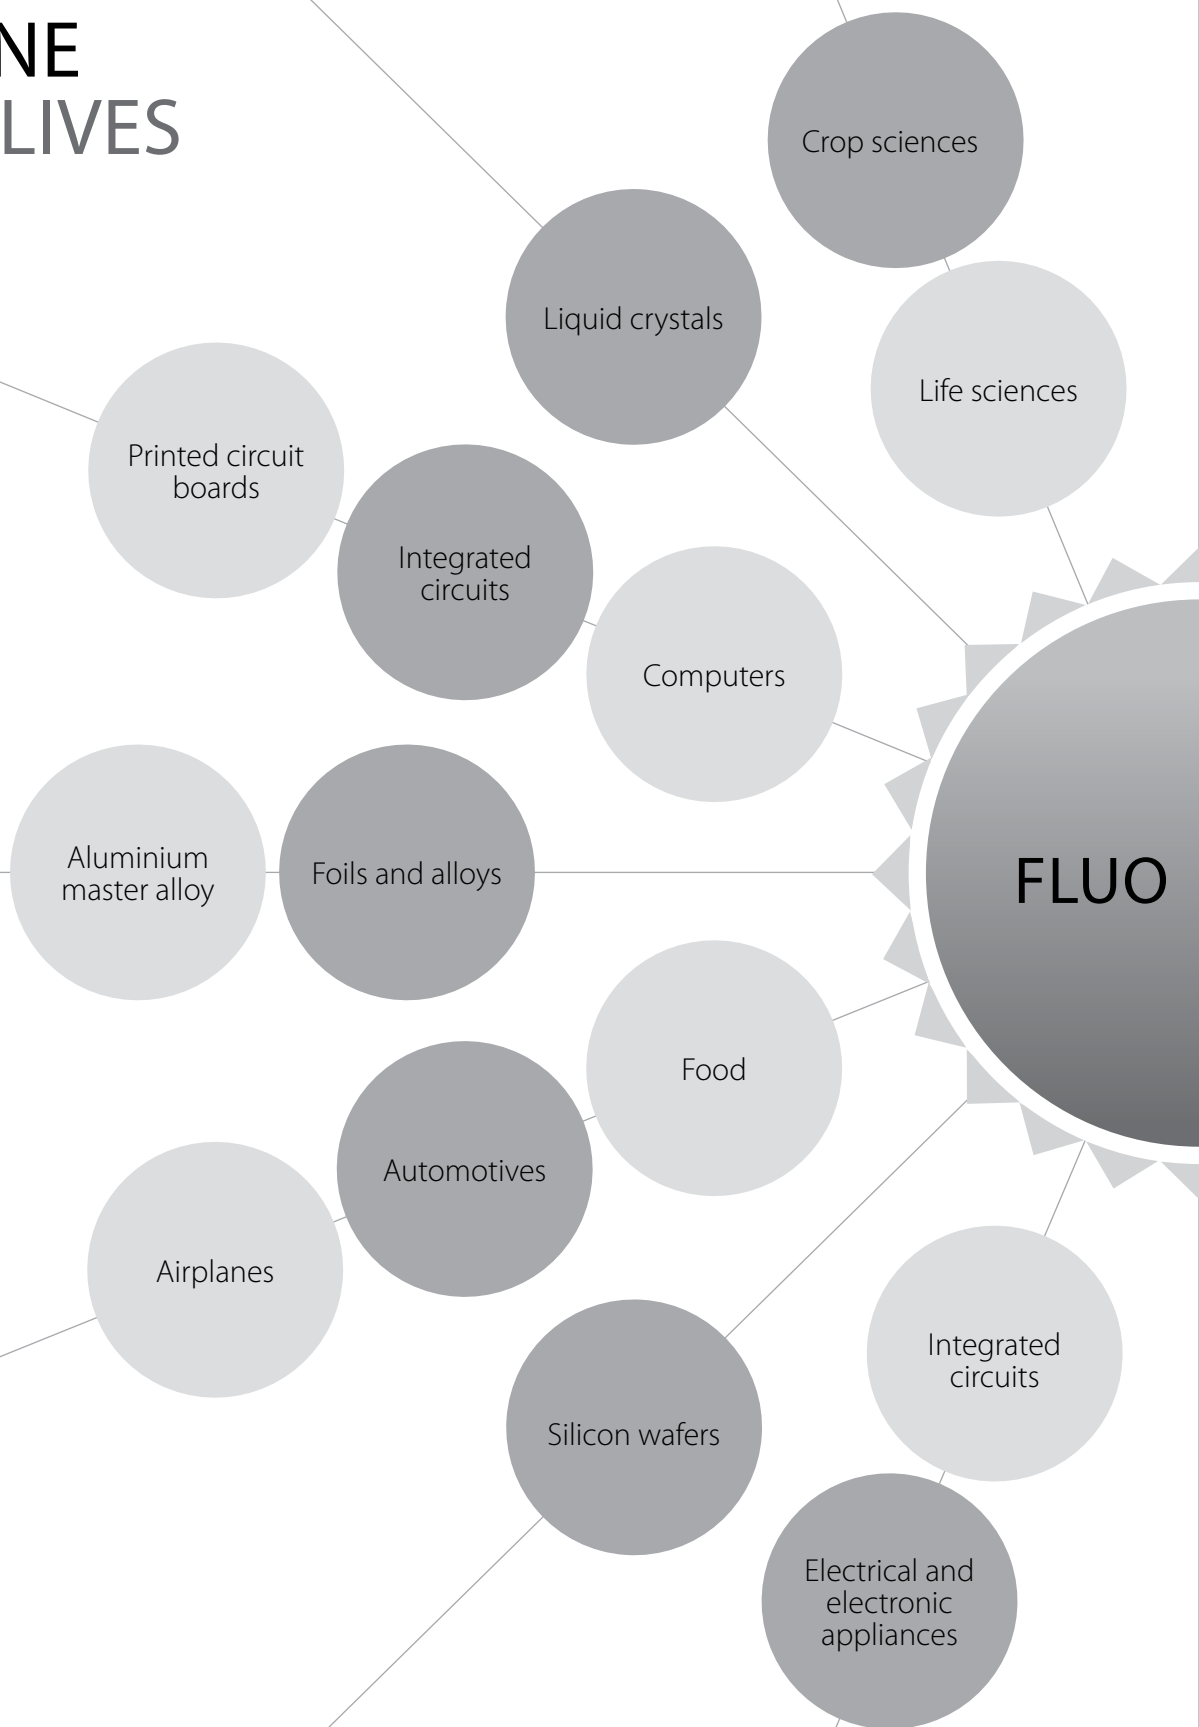 NE
LIVES
Crop sciences
Liquid crystals
Life sciences
Printed circuit
boards
Integrated
circuits
Computers
Aluminium
master alloy
Foils and alloys
FLUO
Food
Automotives
Airplanes
Integrated
circuits
Silicon wafers
Electrical and
electronic
appliances